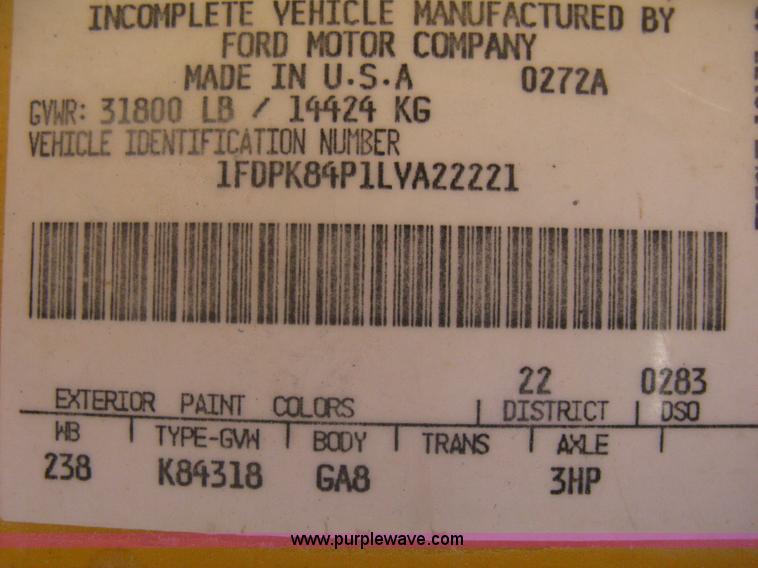 INCOMPLETE VEHICLE MANUFACTURED BY
FORD MOTOR COMPANY
MADE IN U.S.A 0272A
GVWR: 31800 LB / 14424 KG
VEHICLE IDENTIFICATION NUMBER
1FDPK84P1LVA22221
22 0283
EXTERIOR PAINT COLORS DISTRICT DSO
WB TYPE-GVW BODY TRANS AXLE
238 K84318 GA8 3HP
www.purplewave.com